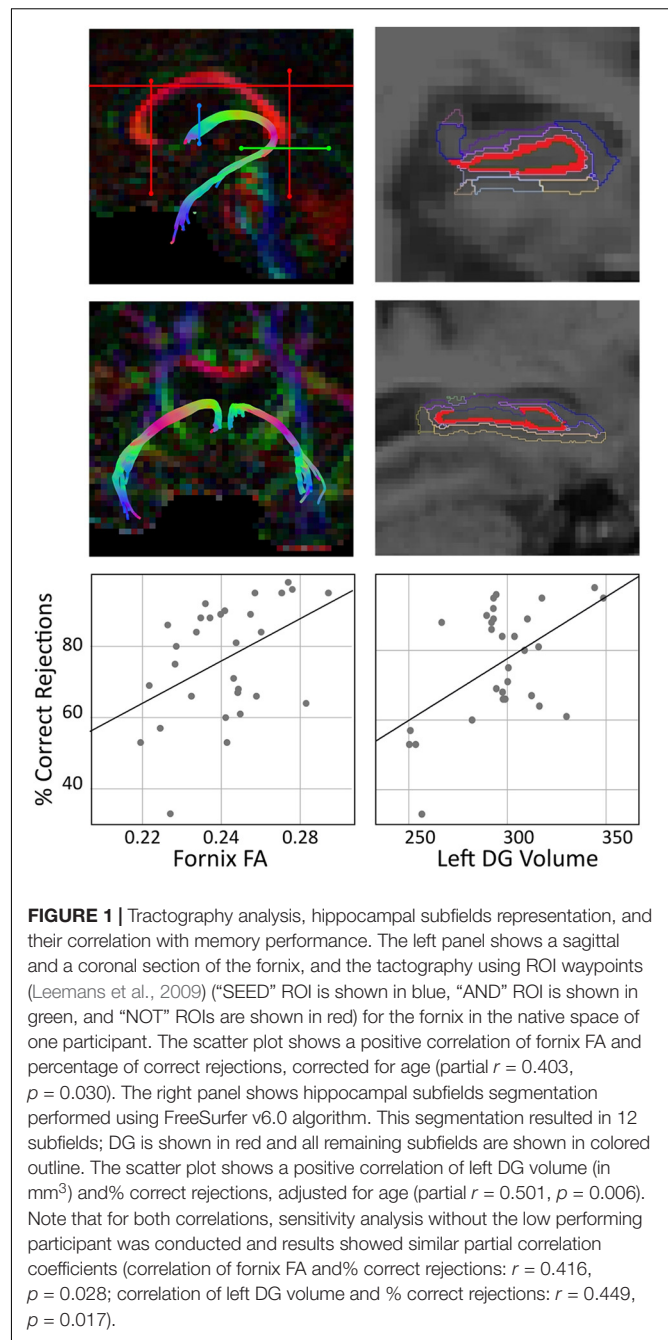 % Correct Rejections
80
60
40
0.22 0.24 0.28
Fornix FA
250 300 350
Left DG Volume
FIGURE 1 | Tractography analysis, hippocampal subfields representation, and
their correlation with memory performance. The left panel shows a sagittal
and a coronal section of the fornix, and the tactography using ROI waypoints
(Leemans et al., 2009) (“SEED” ROI is shown in blue, “AND” ROI is shown in
green, and “NOT” ROIs are shown in red) for the fornix in the native space of
one participant. The scatter plot shows a positive correlation of fornix FA and
percentage of correct rejections, corrected for age (partial r = 0.403,
p = 0.030). The right panel shows hippocampal subfields segmentation
performed using FreeSurfer v6.0 algorithm. This segmentation resulted in 12
subfields; DG is shown in red and all remaining subfields are shown in colored
outline. The scatter plot shows a positive correlation of left DG volume (in
mm³) and% correct rejections, adjusted for age (partial r = 0.501, p = 0.006).
Note that for both correlations, sensitivity analysis without the low performing
participant was conducted and results showed similar partial correlation
coefficients (correlation of fornix FA and% correct rejections: r = 0.416,
p = 0.028; correlation of left DG volume and % correct rejections: r = 0.449,
p = 0.017).